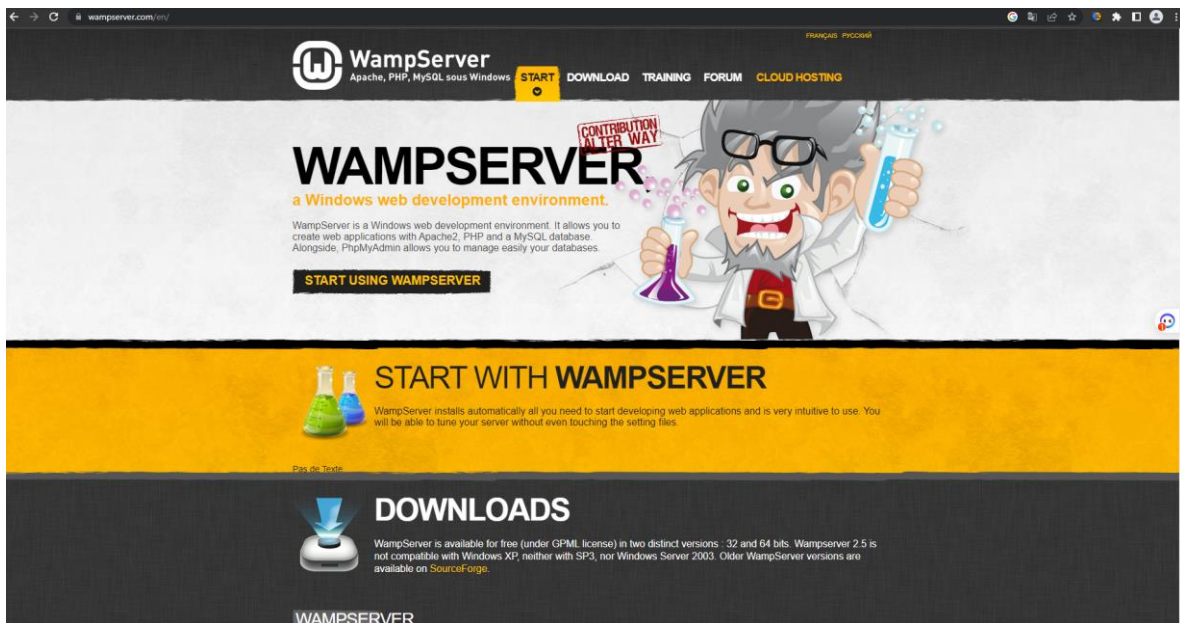 wampserver.com/en/
FRANÇAIS РУССКИЙ
WampServer
Apache, PHP, MySQL sous Windows
START DOWNLOAD TRAINING FORUM CLOUD HOSTING
CONTRIBUTION
ALTER WAY
WAMPSERVER
a Windows web development environment.
WampServer is a Windows web development environment. It allows you to
create web applications with Apache2, PHP and a MySQL database.
Alongside, PhpMyAdmin allows you to manage easily your databases.
START USING WAMPSERVER
START WITH WAMPSERVER
WampServer installs automatically all you need to start developing web applications and is very intuitive to use. You
will be able to tune your server without even touching the setting files.
Pas de Texte
DOWNLOADS
WampServer is available for free (under GPML license) in two distinct versions : 32 and 64 bits. Wampserver 2.5 is
not compatible with Windows XP, neither with SP3, nor Windows Server 2003. Older WampServer versions are
available on SourceForge.
WAMPSERVER